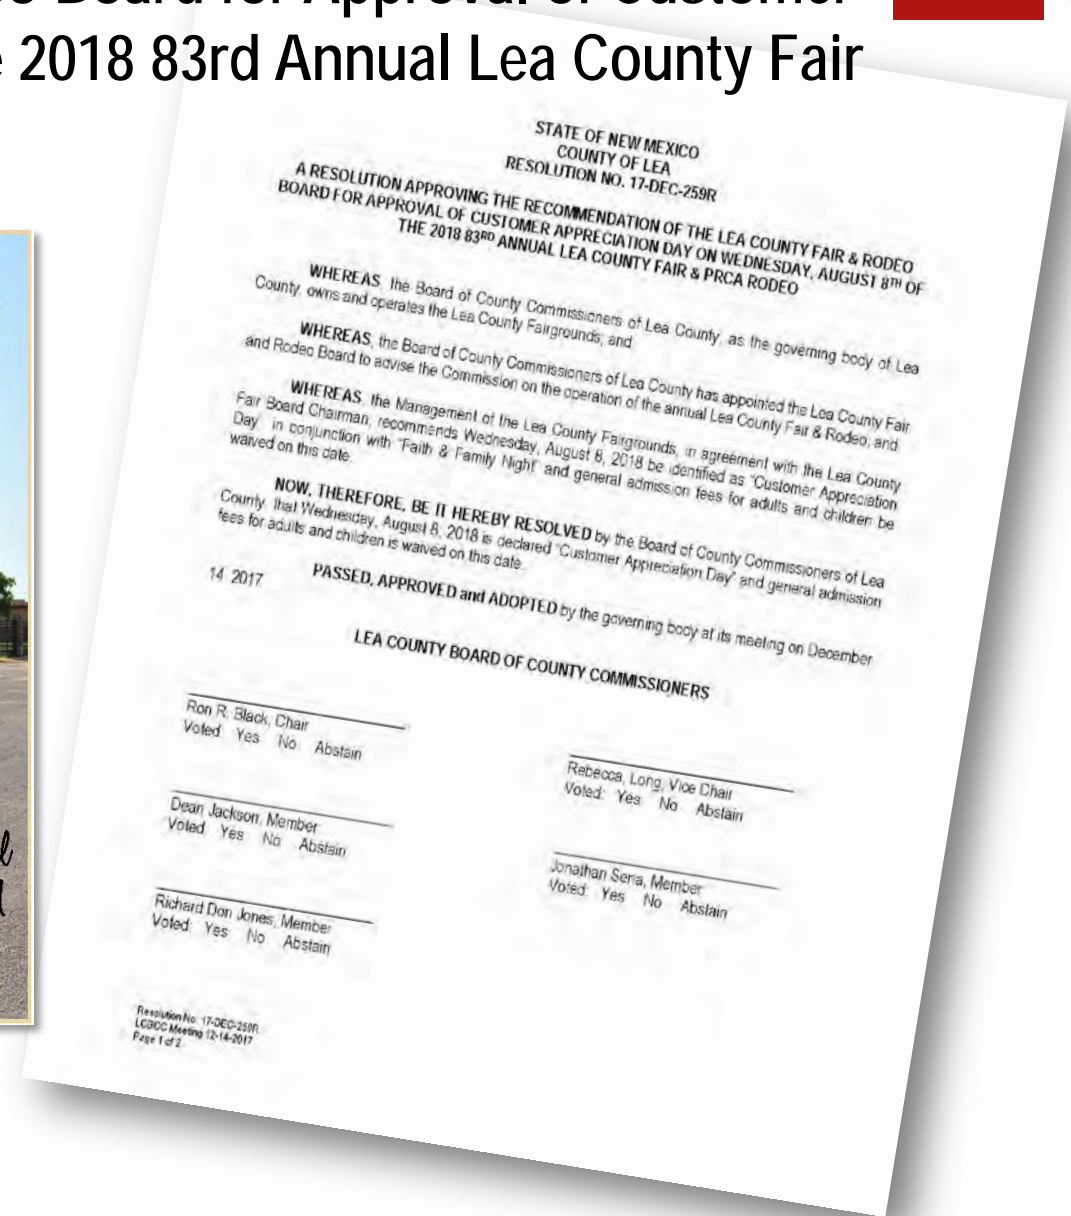 Board for Approval of Customer
2018 83rd Annual Lea County Fair
STATE OF NEW MEXICO
COUNTY OF LEA
RESOLUTION NO. 17-DEC-259R
A RESOLUTION APPROVING THE RECOMMENDATION OF THE LEA COUNTY FAIR & RODEO
BOARD FOR APPROVAL OF CUSTOMER APPRECIATION DAY ON WEDNESDAY, AUGUST 8TH OF
THE 2018 83RD ANNUAL LEA COUNTY FAIR & PRCA RODEO
WHEREAS, the Board of County Commissioners of Lea County, as the governing body of Lea
County, owns and operates the Lea County Fairgrounds; and
WHEREAS, the Board of County Commissioners of Lea County has appointed the Lea County Fair
and Rodeo Board to advise the Commission on the operation of the annual Lea County Fair & Rodeo; and
WHEREAS, the Management of the Lea County Fairgrounds, in agreement with the Lea County
Fair Board Chairman, recommends Wednesday, August 8, 2018 be identified as "Customer Appreciation
Day" in conjunction with "Faith & Family Night" and general admission fees for adults and children be
waived on this date.
NOW, THEREFORE, BE IT HEREBY RESOLVED by the Board of County Commissioners of Lea
County that Wednesday, August 8, 2018 is declared "Customer Appreciation Day" and general admission
fees for adults and children is waived on this date.
PASSED, APPROVED and ADOPTED by the governing body at its meeting on December
14 2017
LEA COUNTY BOARD OF COUNTY COMMISSIONERS
Ron R. Black, Chair
Voted: Yes No Abstain
Rebecca, Long, Vice Chair
Voted: Yes No Abstain
Dean Jackson, Member
Voted: Yes No Abstain
Jonathan Sena, Member
Voted: Yes No Abstain
Richard Don Jones, Member
Voted: Yes No Abstain
Resolution No. 17-DEC-259R
LCBCC Meeting 12-14-2017
Page 1 of 2